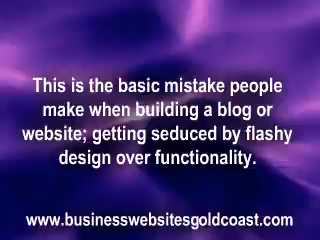 This is the basic mistake people
make when building a blog or
website; getting seduced by flashy
design over functionality.
www.businesswebsitesgoldcoast.com